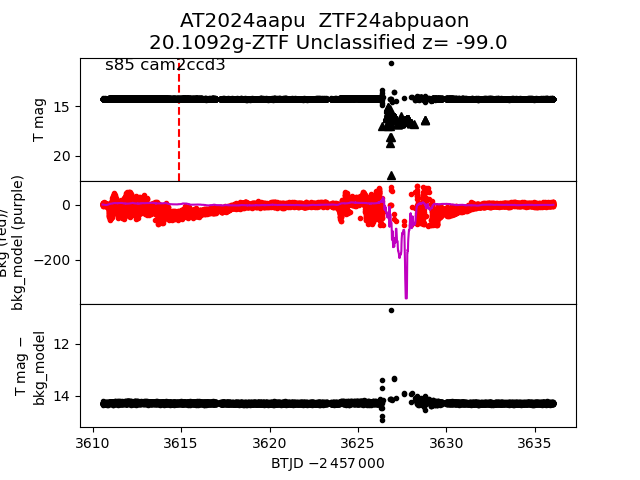 AT2024aapu ZTF24abpuaon
20.1092g-ZTF Unclassified z= -99.0
s85 cam2ccd3
T mag
15
20
Bkg (red)/
bkg_model (purple)
0
−200
T mag −
bkg_model
12
14
3610 3615 3620 3625 3630 3635
BTJD −2 457 000